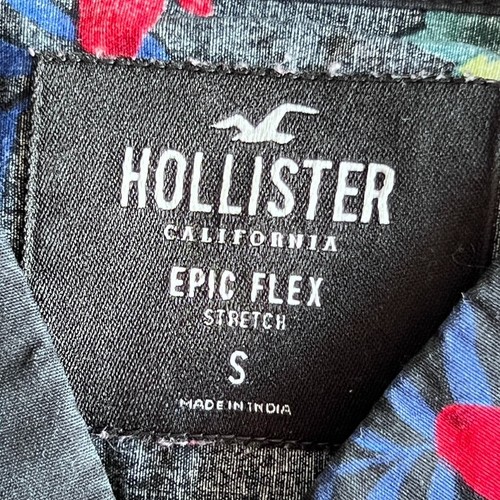 HOLLISTER
CALIFORNIA
EPIC FLEX
STRETCH
S
MADE IN INDIA